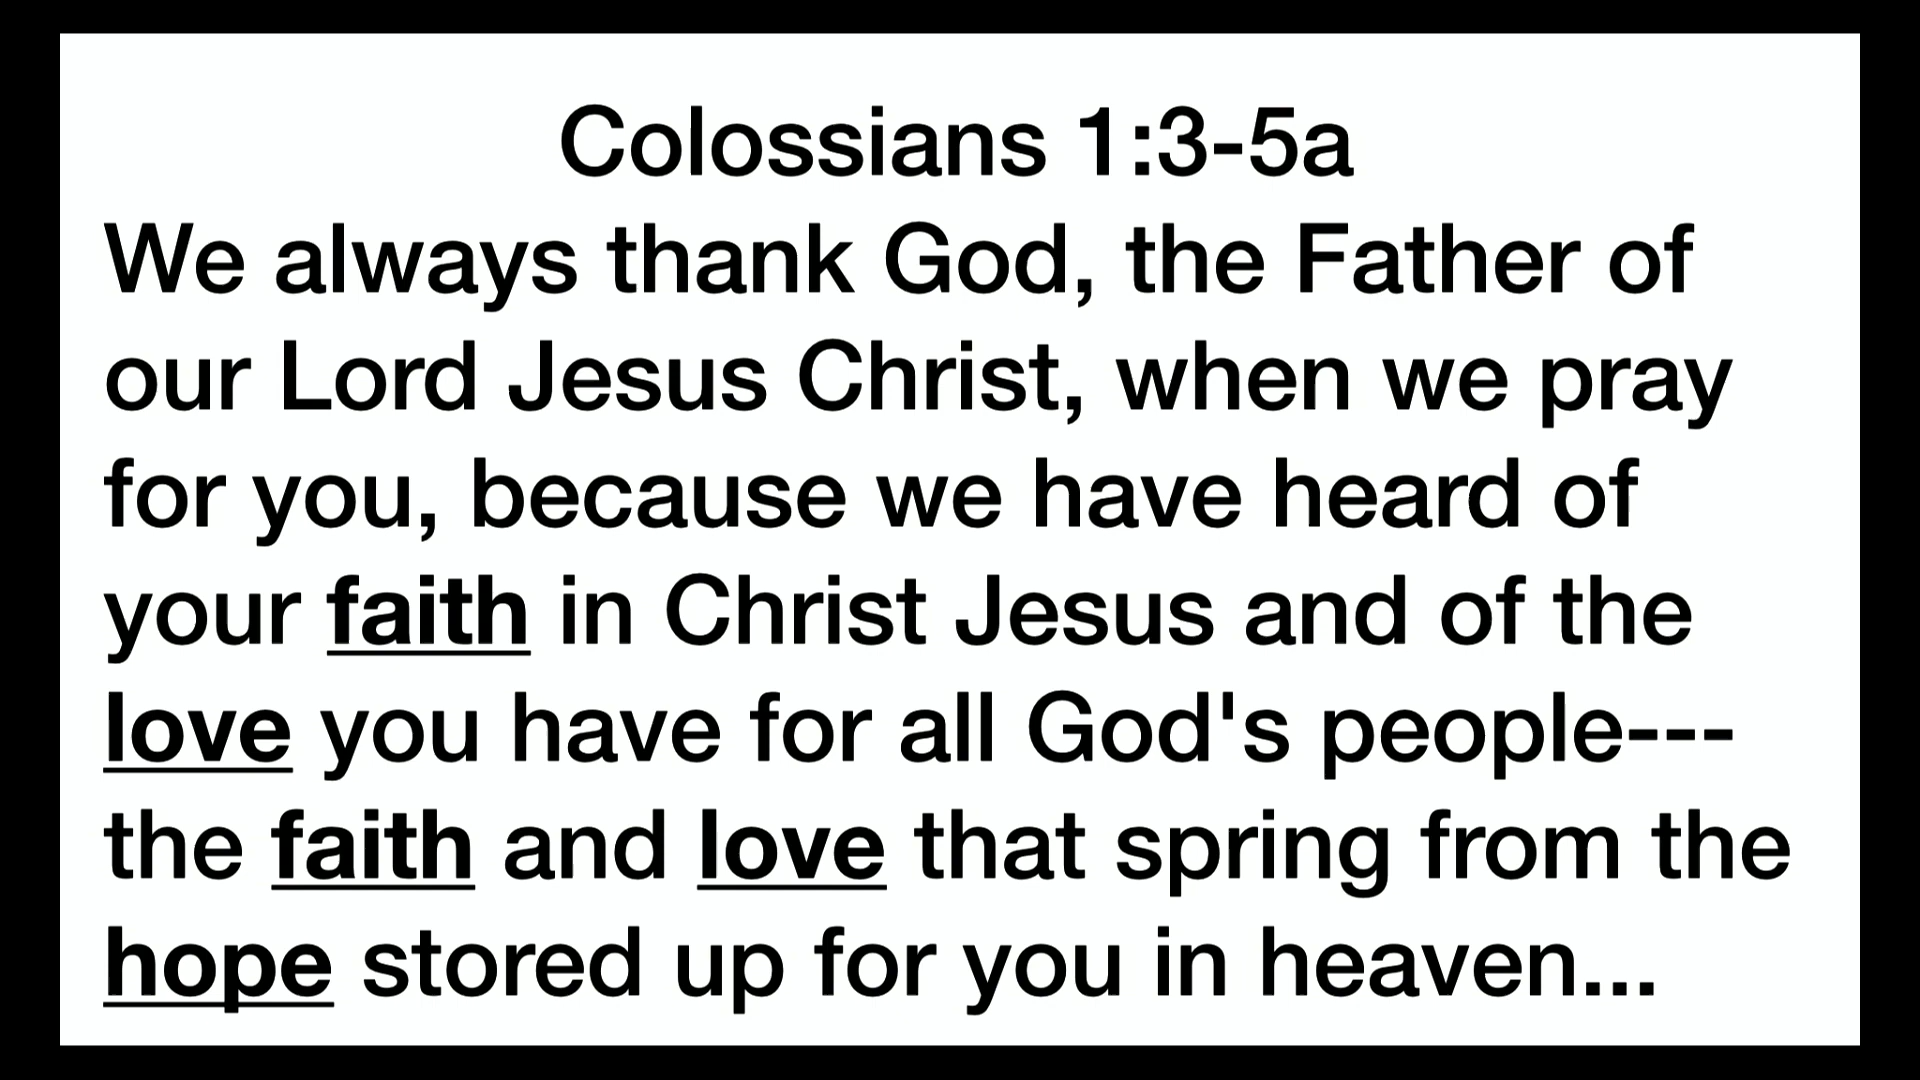 Colossians 1:3-5a
We always thank God, the Father of
our Lord Jesus Christ, when we pray
for you, because we have heard of
your faith in Christ Jesus and of the
love you have for all God's people---
the faith and love that spring from the
hope stored up for you in heaven...